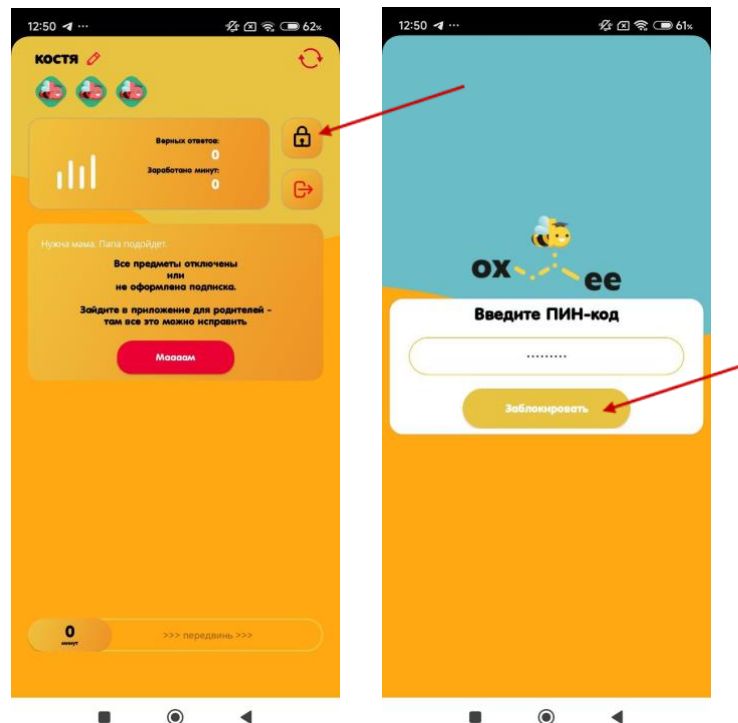 12:50 ... 62%
КОСТЯ
Верных ответов:
0
Заработано минут:
0
Нужна мама. Папа подойдет.
Все предметы отключены
или
не оформлена подписка.
Зайдите в приложение для родителей -
там все это можно исправить
Мааааам
0
минут
>>> передвинь >>>
12:50 ... 61%
ox ee
Введите ПИН-код
.........
Заблокировать